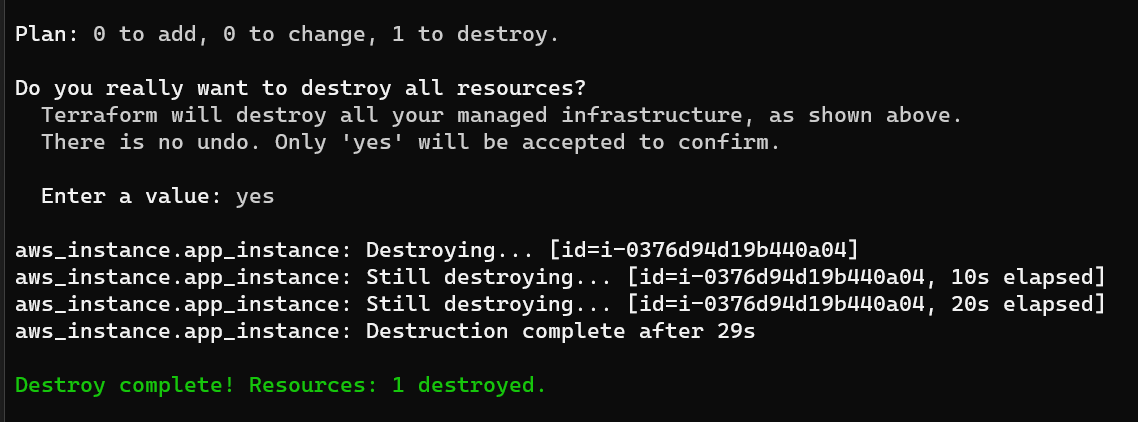 Plan: 0 to add, 0 to change, 1 to destroy.
Do you really want to destroy all resources?
Terraform will destroy all your managed infrastructure, as shown above.
There is no undo. Only 'yes' will be accepted to confirm.
Enter a value: yes
aws_instance.app_instance: Destroying... [id=i-0376d94d19b440a04]
aws_instance.app_instance: Still destroying... [id=i-0376d94d19b440a04, 10s elapsed]
aws_instance.app_instance: Still destroying... [id=i-0376d94d19b440a04, 20s elapsed]
aws_instance.app_instance: Destruction complete after 29s
Destroy complete! Resources: 1 destroyed.